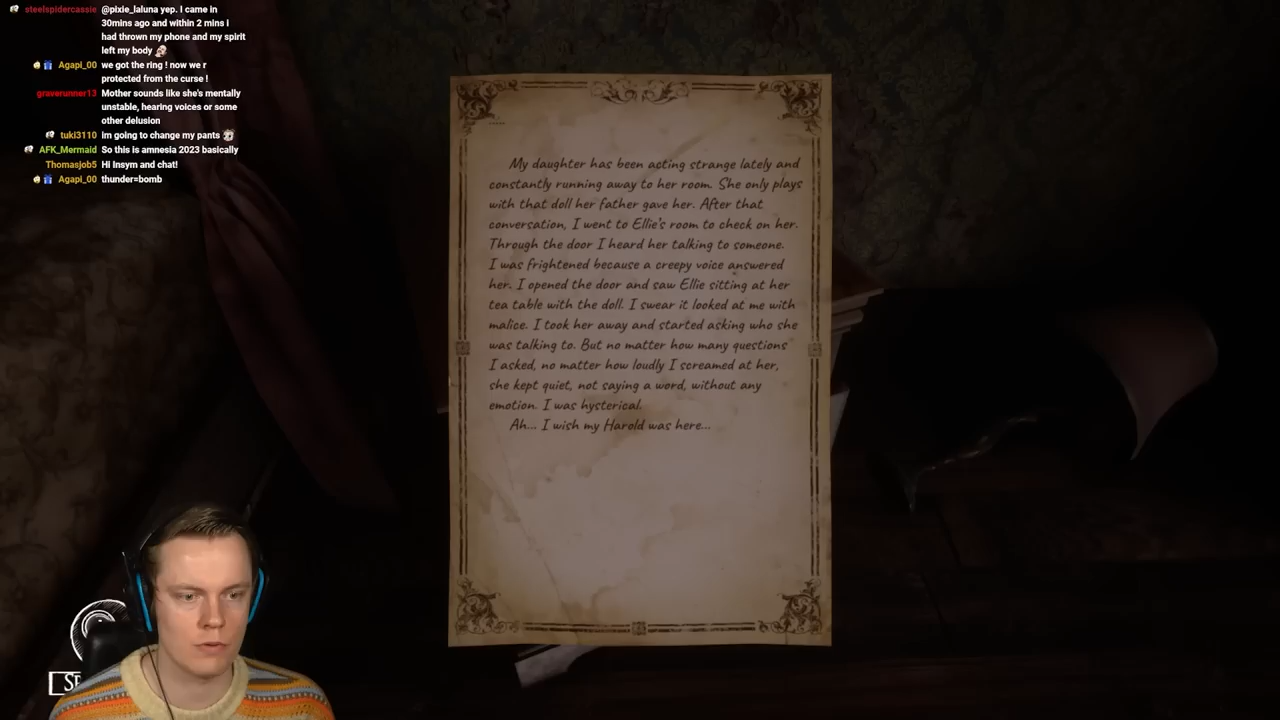 steelspidercassie @pixie_laluna yep. I came in
30mins ago and within 2 mins i
had thrown my phone and my spirit
left my body
Agapi_00 we got the ring ! now we r
protected from the curse !
graverunner13 Mother sounds like she's mentally
unstable, hearing voices or some
other delusion
tuki3110 im going to change my pants
AFK_Mermaid So this is amnesia 2023 basically
Thomasjob5 Hi Insym and chat!
Agapi_00 thunder=bomb
.....
My daughter has been acting strange lately and
constantly running away to her room. She only plays
with that doll her father gave her. After that
conversation, I went to Ellie's room to check on her.
Through the door I heard her talking to someone.
I was frightened because a creepy voice answered
her. I opened the door and saw Ellie sitting at her
tea table with the doll. I swear it looked at me with
malice. I took her away and started asking who she
was talking to. But no matter how many questions
I asked, no matter how loudly I screamed at her,
she kept quiet, not saying a word, without any
emotion. I was hysterical.
Ah... I wish my Harold was here...